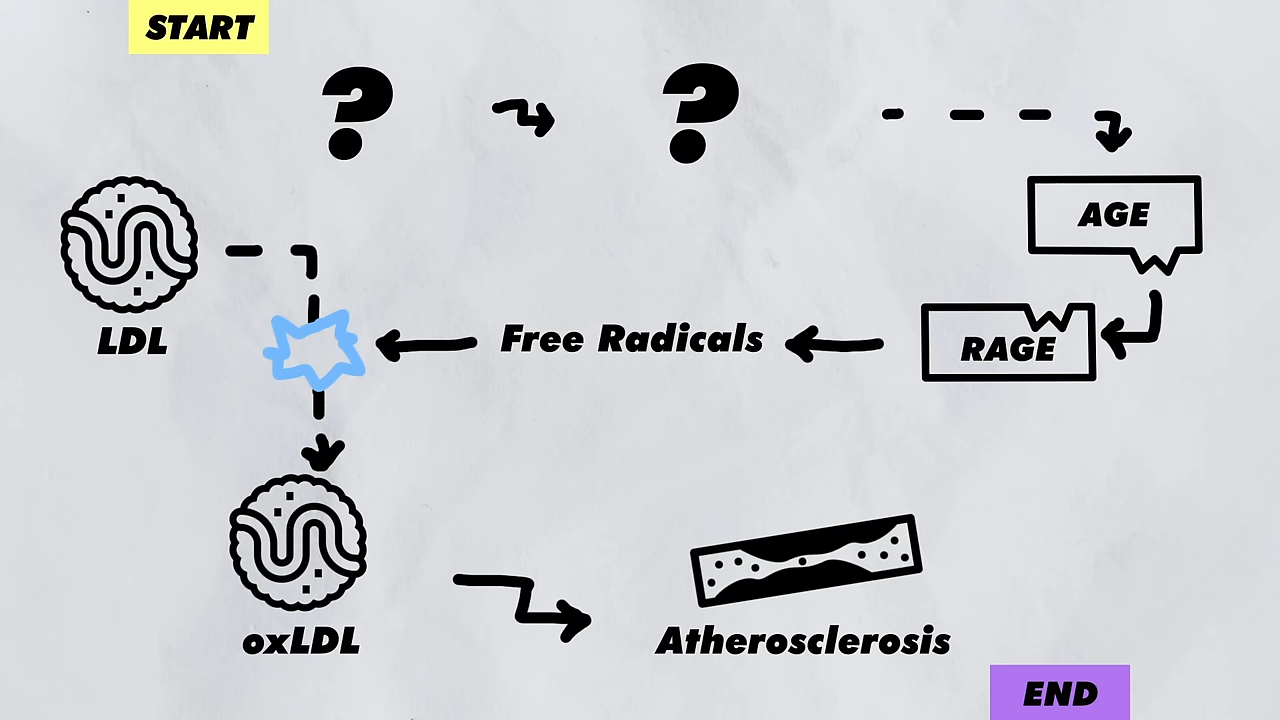 START
? ?
AGE
LDL
Free Radicals
RAGE
oxLDL
Atherosclerosis
END